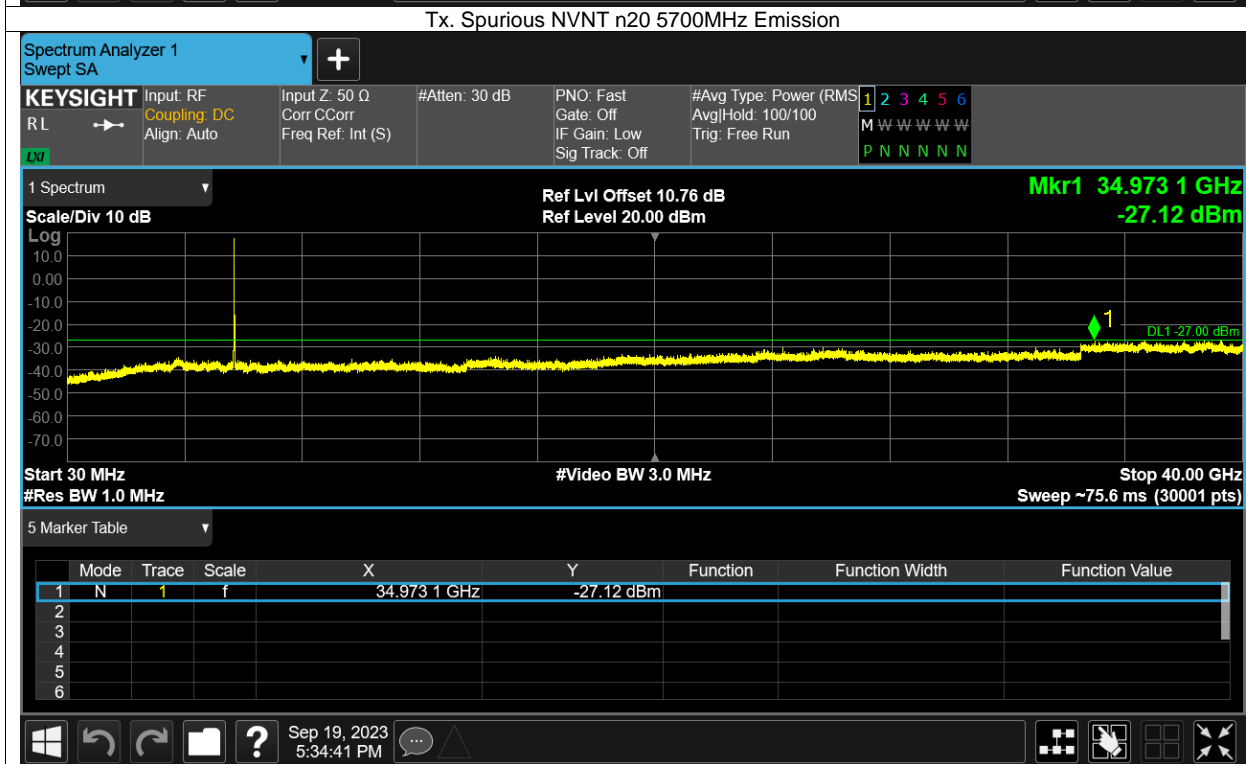 Tx. Spurious NVNT n20 5700MHz Emission
Spectrum Analyzer 1
Swept SA
KEYSIGHT
R L
LXI
Input: RF
Coupling: DC
Align: Auto
Input Z: 50 Ω
Corr CCorr
Freq Ref: Int (S)
#Atten: 30 dB
PNO: Fast
Gate: Off
IF Gain: Low
Sig Track: Off
#Avg Type: Power (RMS
Avg|Hold: 100/100
Trig: Free Run
1 2 3 4 5 6
M W W W W W
P N N N N N
1 Spectrum
Scale/Div 10 dB
Ref Lvl Offset 10.76 dB
Ref Level 20.00 dBm
Mkr1 34.973 1 GHz
-27.12 dBm
Log
10.0
0.00
-10.0
-20.0
-30.0
-40.0
-50.0
-60.0
-70.0
1
DL1 -27.00 dBm
Start 30 MHz
#Video BW 3.0 MHz
Stop 40.00 GHz
#Res BW 1.0 MHz
Sweep ~75.6 ms (30001 pts)
5 Marker Table
Mode Trace Scale X Y Function Function Width Function Value
1 N 1 f 34.973 1 GHz -27.12 dBm
2
3
4
5
6
?
Sep 19, 2023
5:34:41 PM